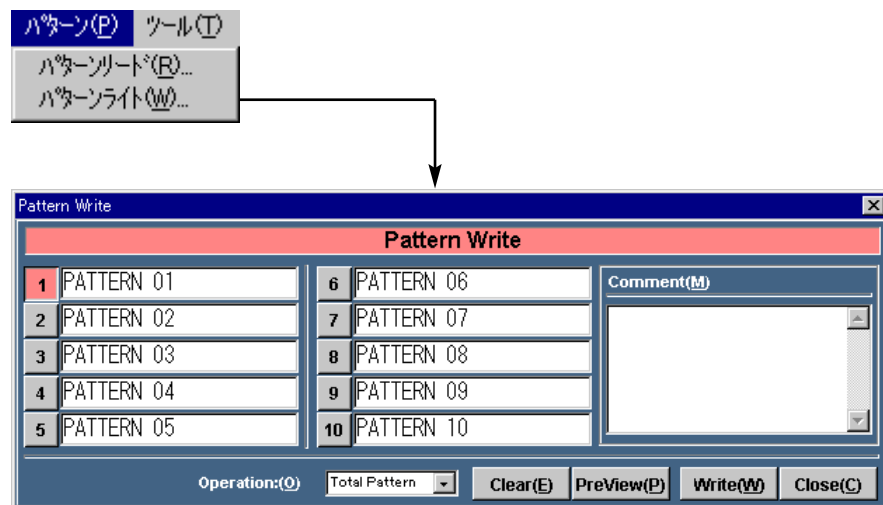 パターン(P) ツール(T)
パターンリード(R)...
パターンライト(W)...
Pattern Write
Pattern Write
1 PATTERN 01
2 PATTERN 02
3 PATTERN 03
4 PATTERN 04
5 PATTERN 05
6 PATTERN 06
7 PATTERN 07
8 PATTERN 08
9 PATTERN 09
10 PATTERN 10
Comment(M)
Operation:(O) Total Pattern Clear(E) PreView(P) Write(W) Close(C)